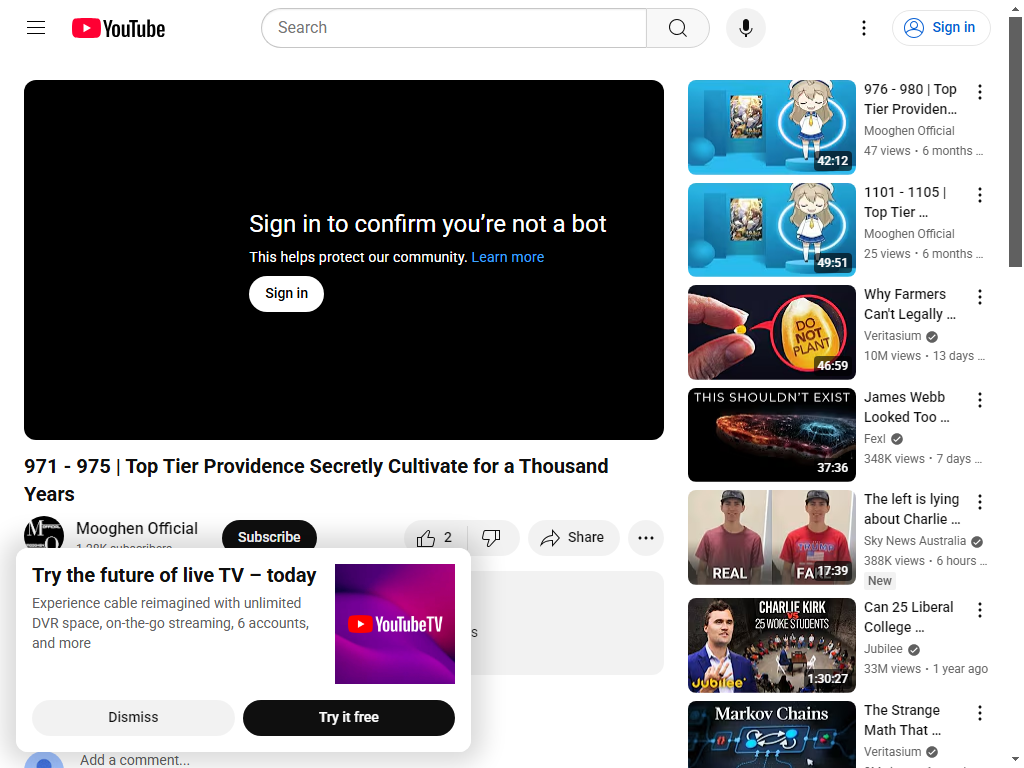 YouTube
Search
Sign in
Sign in to confirm you’re not a bot
This helps protect our community. Learn more
Sign in
971 - 975 | Top Tier Providence Secretly Cultivate for a Thousand
Years
Mooghen Official
Subscribe
2
Share
Try the future of live TV – today
Experience cable reimagined with unlimited
DVR space, on-the-go streaming, 6 accounts,
and more
YouTubeTV
Dismiss
Try it free
Add a comment...
976 - 980 | Top
Tier Providen...
Mooghen Official
47 views • 6 months ...
42:12
1101 - 1105 |
Top Tier ...
Mooghen Official
25 views • 6 months ...
49:51
Why Farmers
Can't Legally ...
Veritasium
10M views • 13 days ...
DO
NOT
PLANT
46:59
James Webb
Looked Too ...
Fexl
348K views • 7 days ...
THIS SHOULDN'T EXIST
37:36
The left is lying
about Charlie ...
Sky News Australia
388K views • 6 hours ...
New
REAL
TRUMP
17:39
Can 25 Liberal
College ...
Jubilee
33M views • 1 year ago
CHARLIE KIRK
VS
25 WOKE STUDENTS
Jubilee
1:30:27
The Strange
Math That ...
Veritasium
Markov Chains